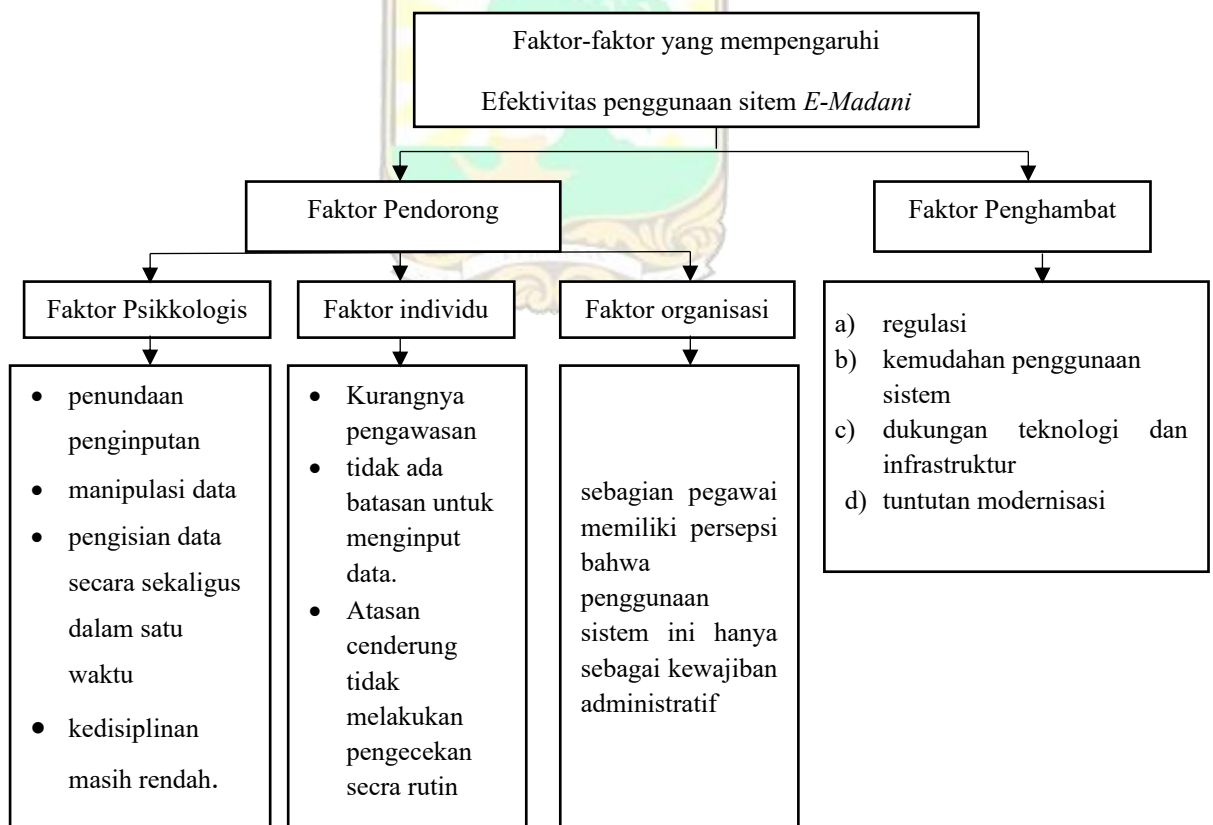 Faktor-faktor yang mempengaruhi
Efektivitas penggunaan sitem E-Madani
Faktor Pendorong
Faktor Penghambat
Faktor Psikkologis
Faktor individu
Faktor organisasi
• penundaan
penginputan
• manipulasi data
• pengisian data
secara sekaligus
dalam satu
waktu
• kedisiplinan
masih rendah.
• Kurangnya
pengawasan
• tidak ada
batasan untuk
menginput
data.
• Atasan
cenderung
tidak
melakukan
pengecekan
secra rutin
sebagian pegawai
memiliki persepsi
bahwa
penggunaan
sistem ini hanya
sebagai kewajiban
administratif
a) regulasi
b) kemudahan penggunaan
sistem
c) dukungan teknologi dan
infrastruktur
d) tuntutan modernisasi